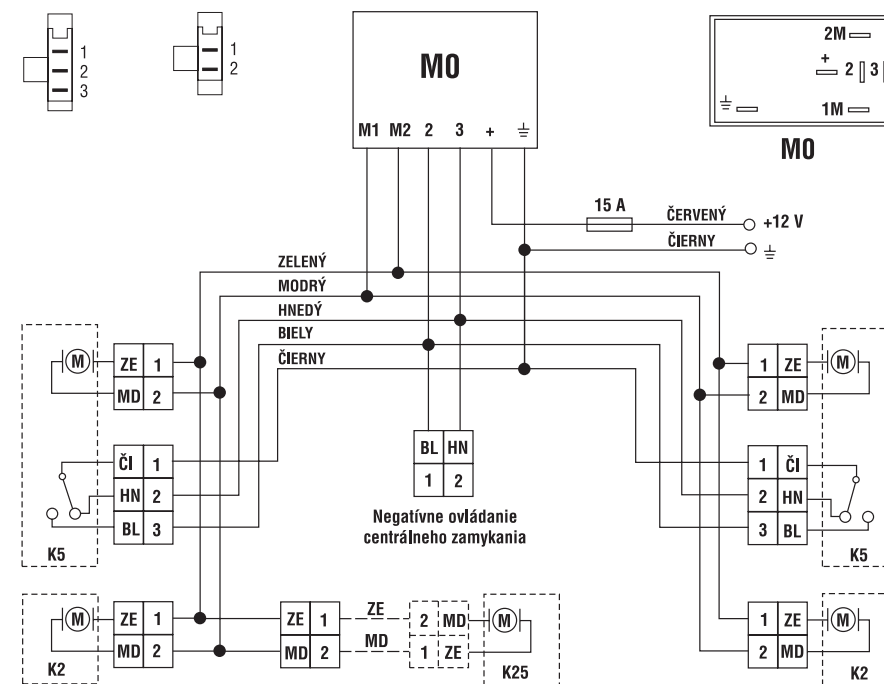 1
2
3
1
2
M0
M1 M2 2 3 + ⏚
2M
+ 2 3
⏚ 1M
M0
15 A
ČERVENÝ
+12 V
ČIERNY
⏚
ZELENÝ
MODRÝ
HNEDÝ
BIELY
ČIERNY
M ZE 1
MD 2
ČI 1
HN 2
BL 3
K5
BL HN
1 2
Negatívne ovládanie
centrálneho zamykania
1 ZE M
2 MD
1 ČI
2 HN
3 BL
K5
M ZE 1
MD 2
K2
ZE 1 ZE 2 MD M
MD 2 MD 1 ZE
K25
1 ZE M
2 MD
K2